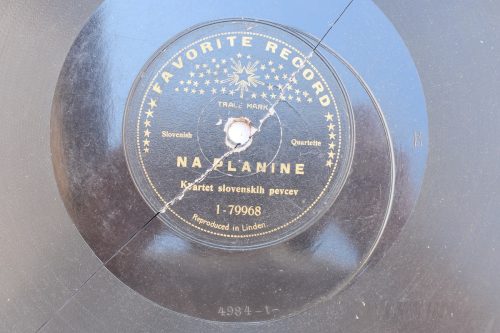 FAVORITE RECORD
TRADE MARK
Slovenish Quartette
NA PLANINE
Kvartet slovenskih pevcev
1-79968
Reproduced in Linden.
4984-1-